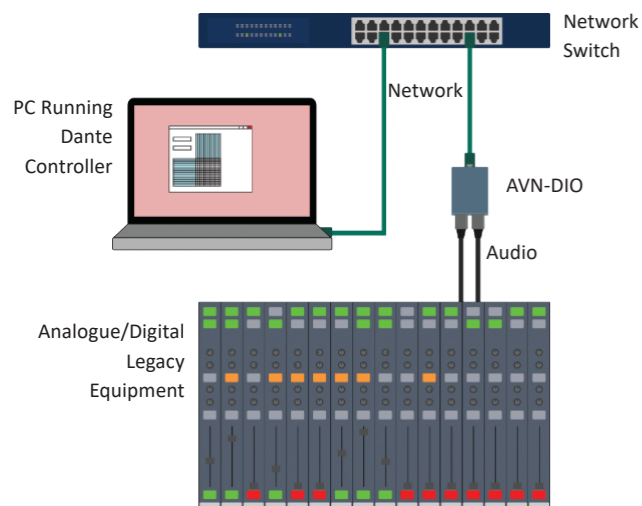 Network
Switch
PC Running
Dante
Controller
Network
AVN-DIO
Audio
Analogue/Digital
Legacy
Equipment